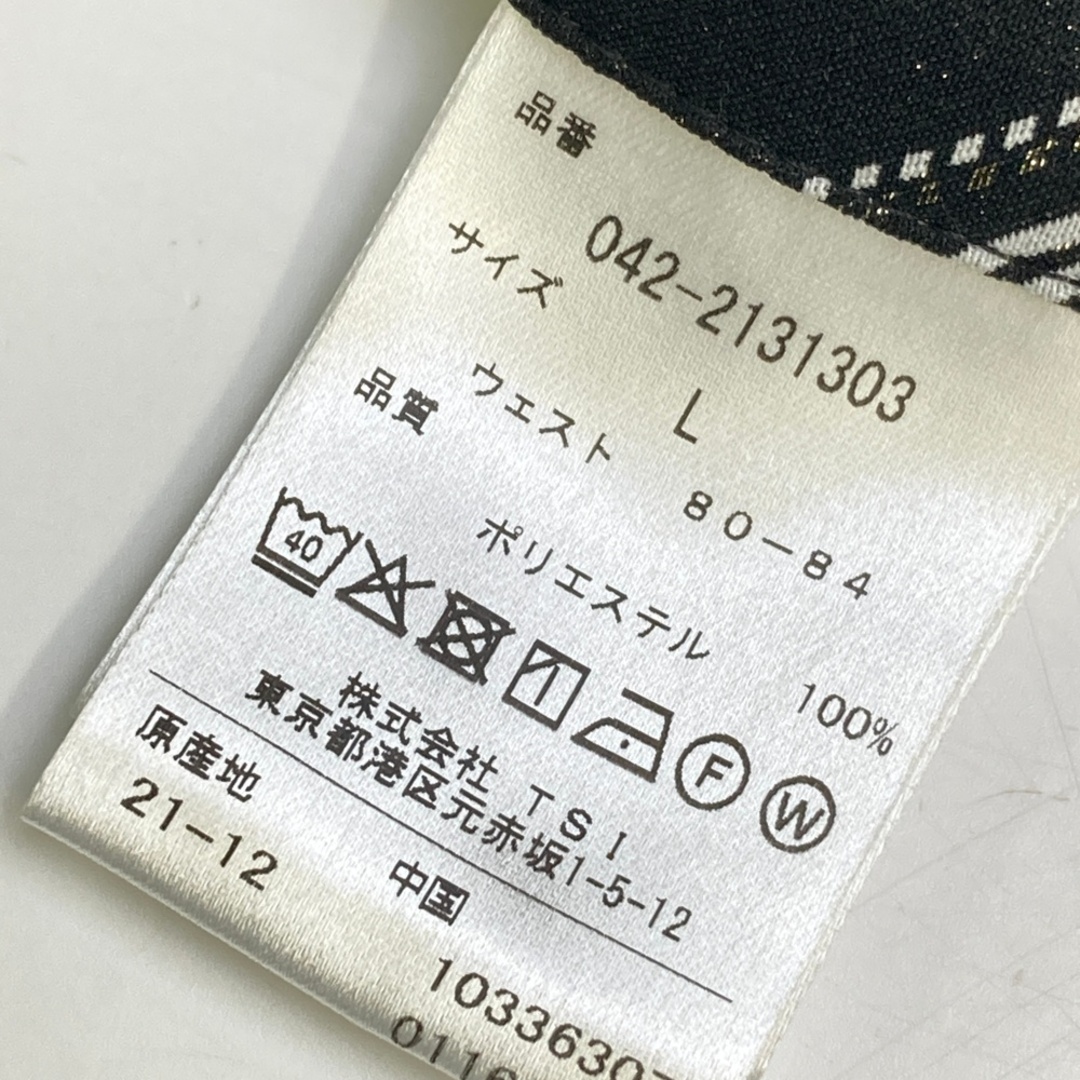 品番
042-2131303
サイズ
L
ウェスト 80-84
品質
ポリエステル 100%
40
F W
株式会社 TSI
東京都港区元赤坂1-5-12
原産地
中国
21-12